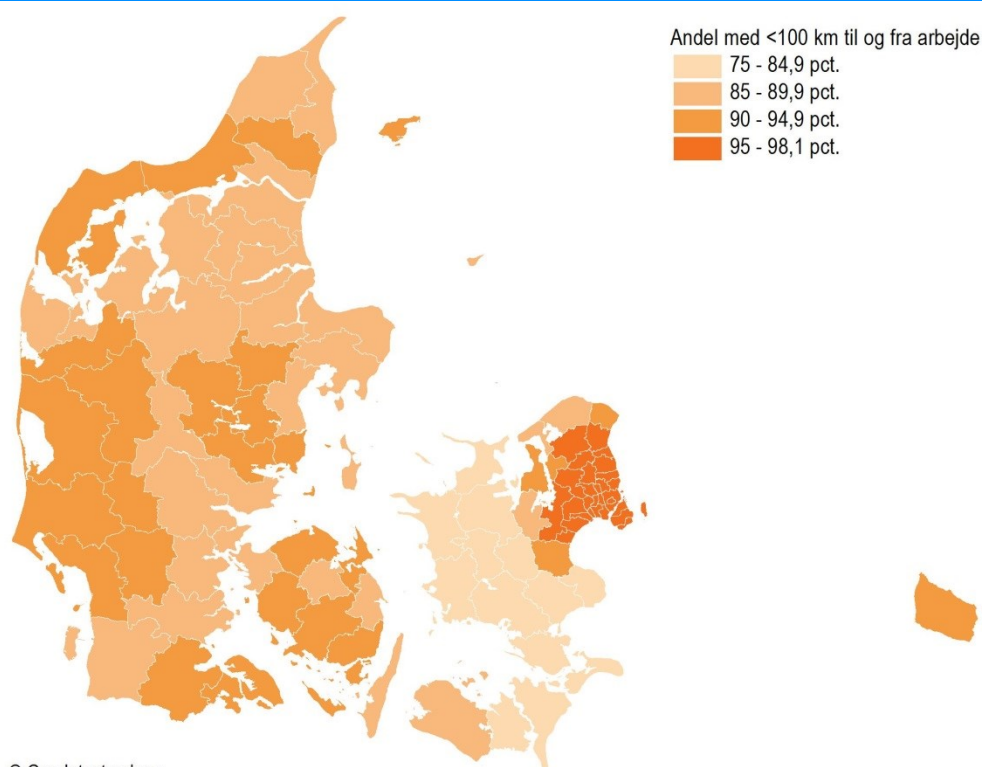 Andel med <100 km til og fra arbejde
75 - 84,9 pct.
85 - 89,9 pct.
90 - 94,9 pct.
95 - 98,1 pct.